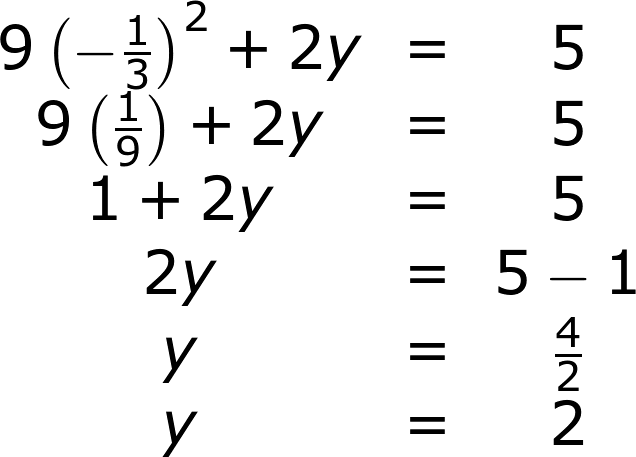 9(-1/3)² + 2y = 5
9(1/9) + 2y = 5
1 + 2y = 5
2y = 5 - 1
y = 4/2
y = 2